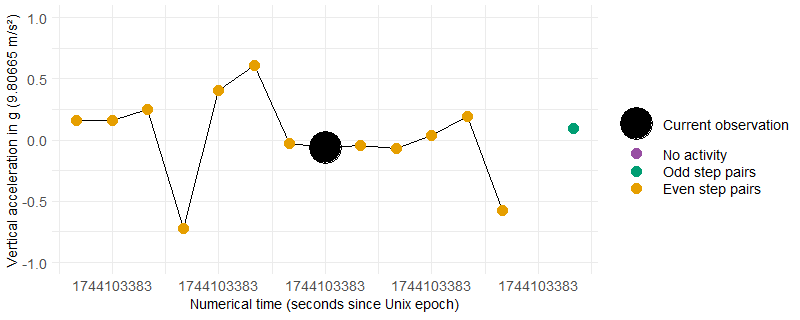 1.0
0.5
0.0
-0.5
-1.0
Vertical acceleration in g (9.80665 m/s²)
1744103383 1744103383 1744103383 1744103383 1744103383
Numerical time (seconds since Unix epoch)
Current observation
No activity
Odd step pairs
Even step pairs